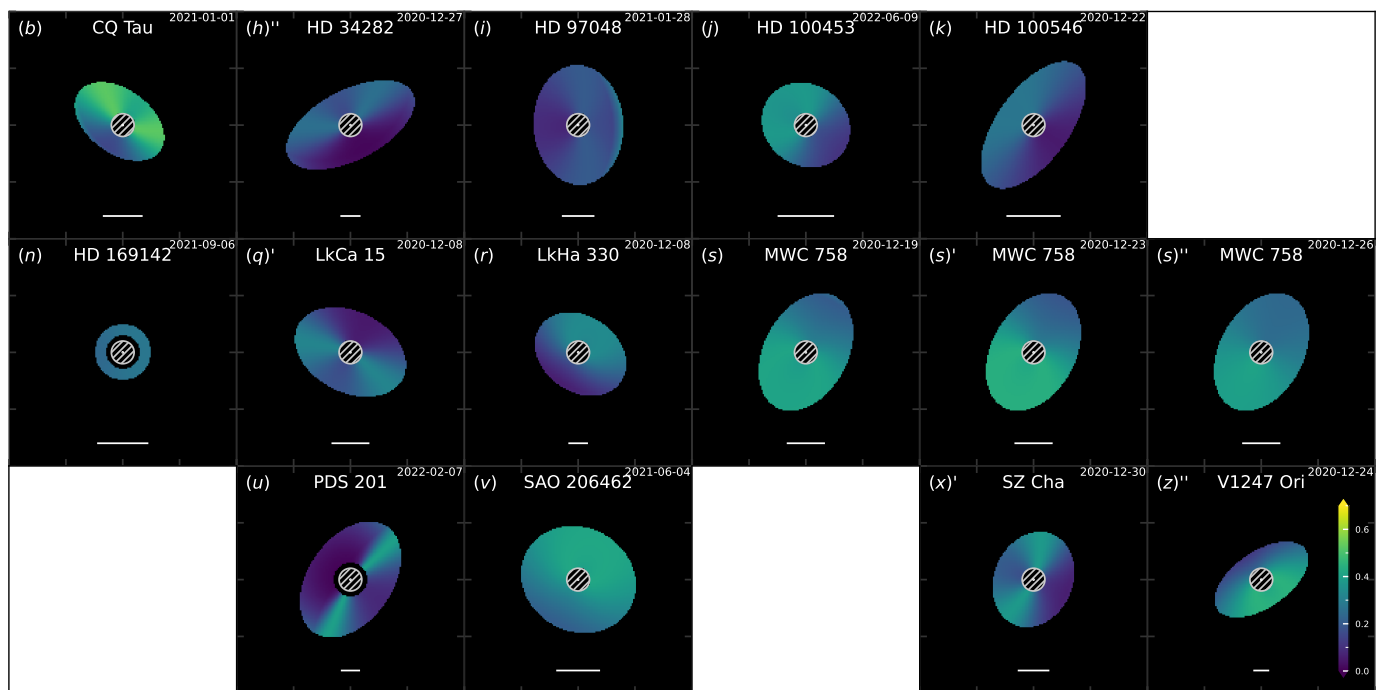 (b) CQ Tau 2021-01-01
(h)'' HD 34282 2020-12-27
(i) HD 97048 2021-01-28
(j) HD 100453 2022-06-09
(k) HD 100546 2020-12-22
(n) HD 169142 2021-09-06
(q)' LkCa 15 2020-12-08
(r) LkHa 330 2020-12-08
(s) MWC 758 2020-12-19
(s)' MWC 758 2020-12-23
(s)'' MWC 758 2020-12-26
(u) PDS 201 2022-02-07
(v) SAO 206462 2021-06-04
(x)' SZ Cha 2020-12-30
(z)'' V1247 Ori 2020-12-24
0.6
0.4
0.2
0.0